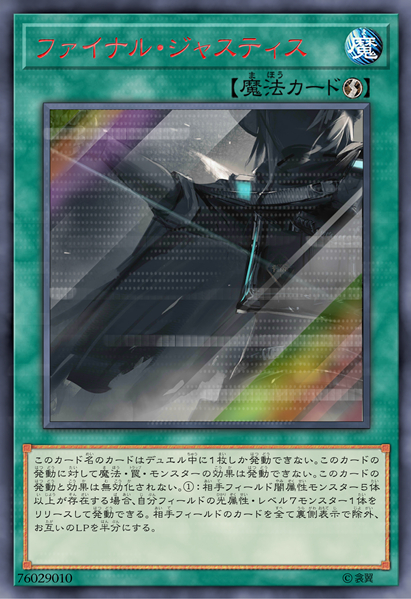 ファイナル・ジャスティス
魔
【魔法カード】
このカード名のカードはデュエル中に1枚しか発動できない。このカードの
発動に対して魔法・罠・モンスターの効果は発動できない。このカードの
発動と効果は無効化されない。①:相手フィールド闇属性モンスター5体
以上が存在する場合、自分フィールドの光属性・レベル7モンスター1体を
リリースして発動できる。相手フィールドのカードを全て裏側表示で除外、
お互いのLPを半分にする。
76029010
©袁翼